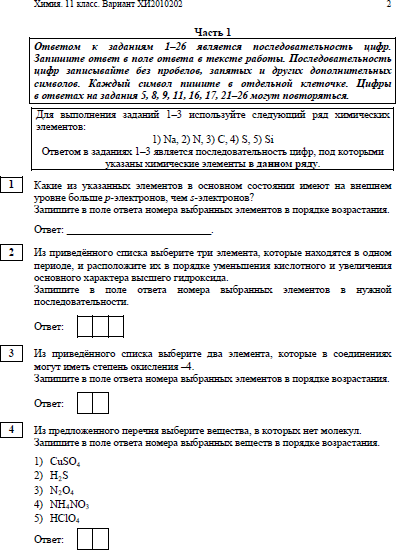 Химия. 11 класс. Вариант ХИ2010202 2
Часть 1
Ответом к заданиям 1–26 является последовательность цифр.
Запишите ответ в поле ответа в тексте работы. Последовательность
цифр записывайте без пробелов, запятых и других дополнительных
символов. Каждый символ пишите в отдельной клеточке. Цифры
в ответах на задания 5, 8, 9, 11, 16, 17, 21–26 могут повторяться.
Для выполнения заданий 1–3 используйте следующий ряд химических
элементов:
1) Na, 2) N, 3) C, 4) S, 5) Si
Ответом в заданиях 1–3 является последовательность цифр, под которыми
указаны химические элементы в данном ряду.
1 Какие из указанных элементов в основном состоянии имеют на внешнем
уровне больше p-электронов, чем s-электронов?
Запишите в поле ответа номера выбранных элементов в порядке возрастания.
Ответ: ___________________________.
2 Из приведённого списка выберите три элемента, которые находятся в одном
периоде, и расположите их в порядке уменьшения кислотного и увеличения
основного характера высшего гидроксида.
Запишите в поле ответа номера выбранных элементов в нужной
последовательности.
Ответ:
3 Из приведённого списка выберите два элемента, которые в соединениях
могут иметь степень окисления –4.
Запишите в поле ответа номера выбранных элементов в порядке возрастания.
Ответ:
4 Из предложенного перечня выберите вещества, в которых нет молекул.
Запишите в поле ответа номера выбранных веществ в порядке возрастания.
1) CuSO₄
2) H₂S
3) N₂O₄
4) NH₄NO₃
5) HClO₄
Ответ: